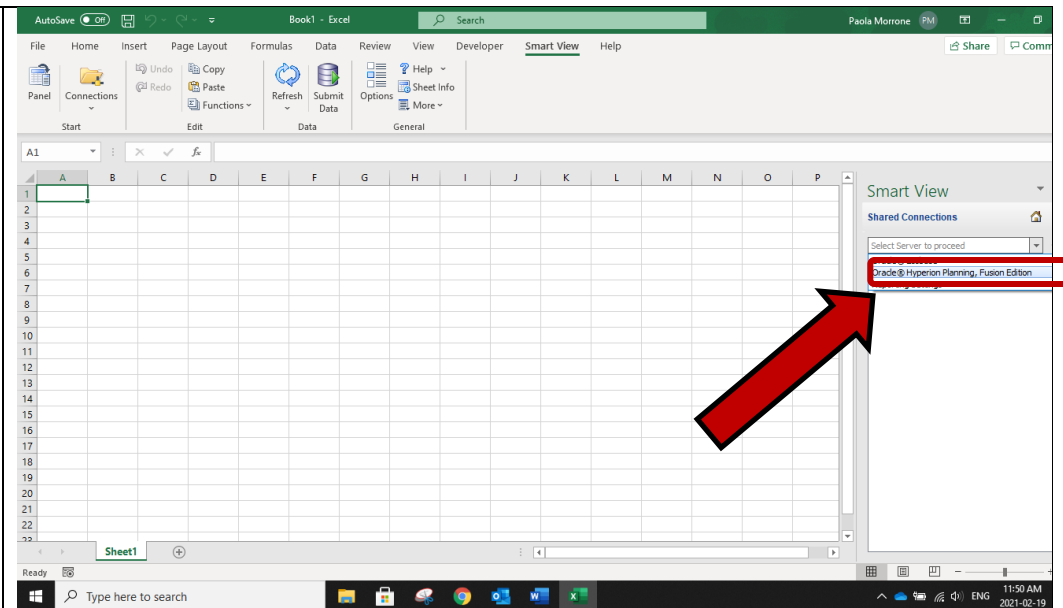 AutoSave Off Book1 - Excel Search Paola Morrone PM
File Home Insert Page Layout Formulas Data Review View Developer Smart View Help Share Comm
Panel Connections Undo Redo Copy Paste Functions Refresh Submit Data Options Help Sheet Info More
Start Edit Data General
A1 fx
A B C D E F G H I J K L M N O P
Smart View
Shared Connections
Select Server to proceed
Oracle® Hyperion Planning, Fusion Edition
1
2
3
4
5
6
7
8
9
10
11
12
13
14
15
16
17
18
19
20
21
22
23
Sheet1
Ready
Type here to search ENG 11:50 AM
2021-02-19